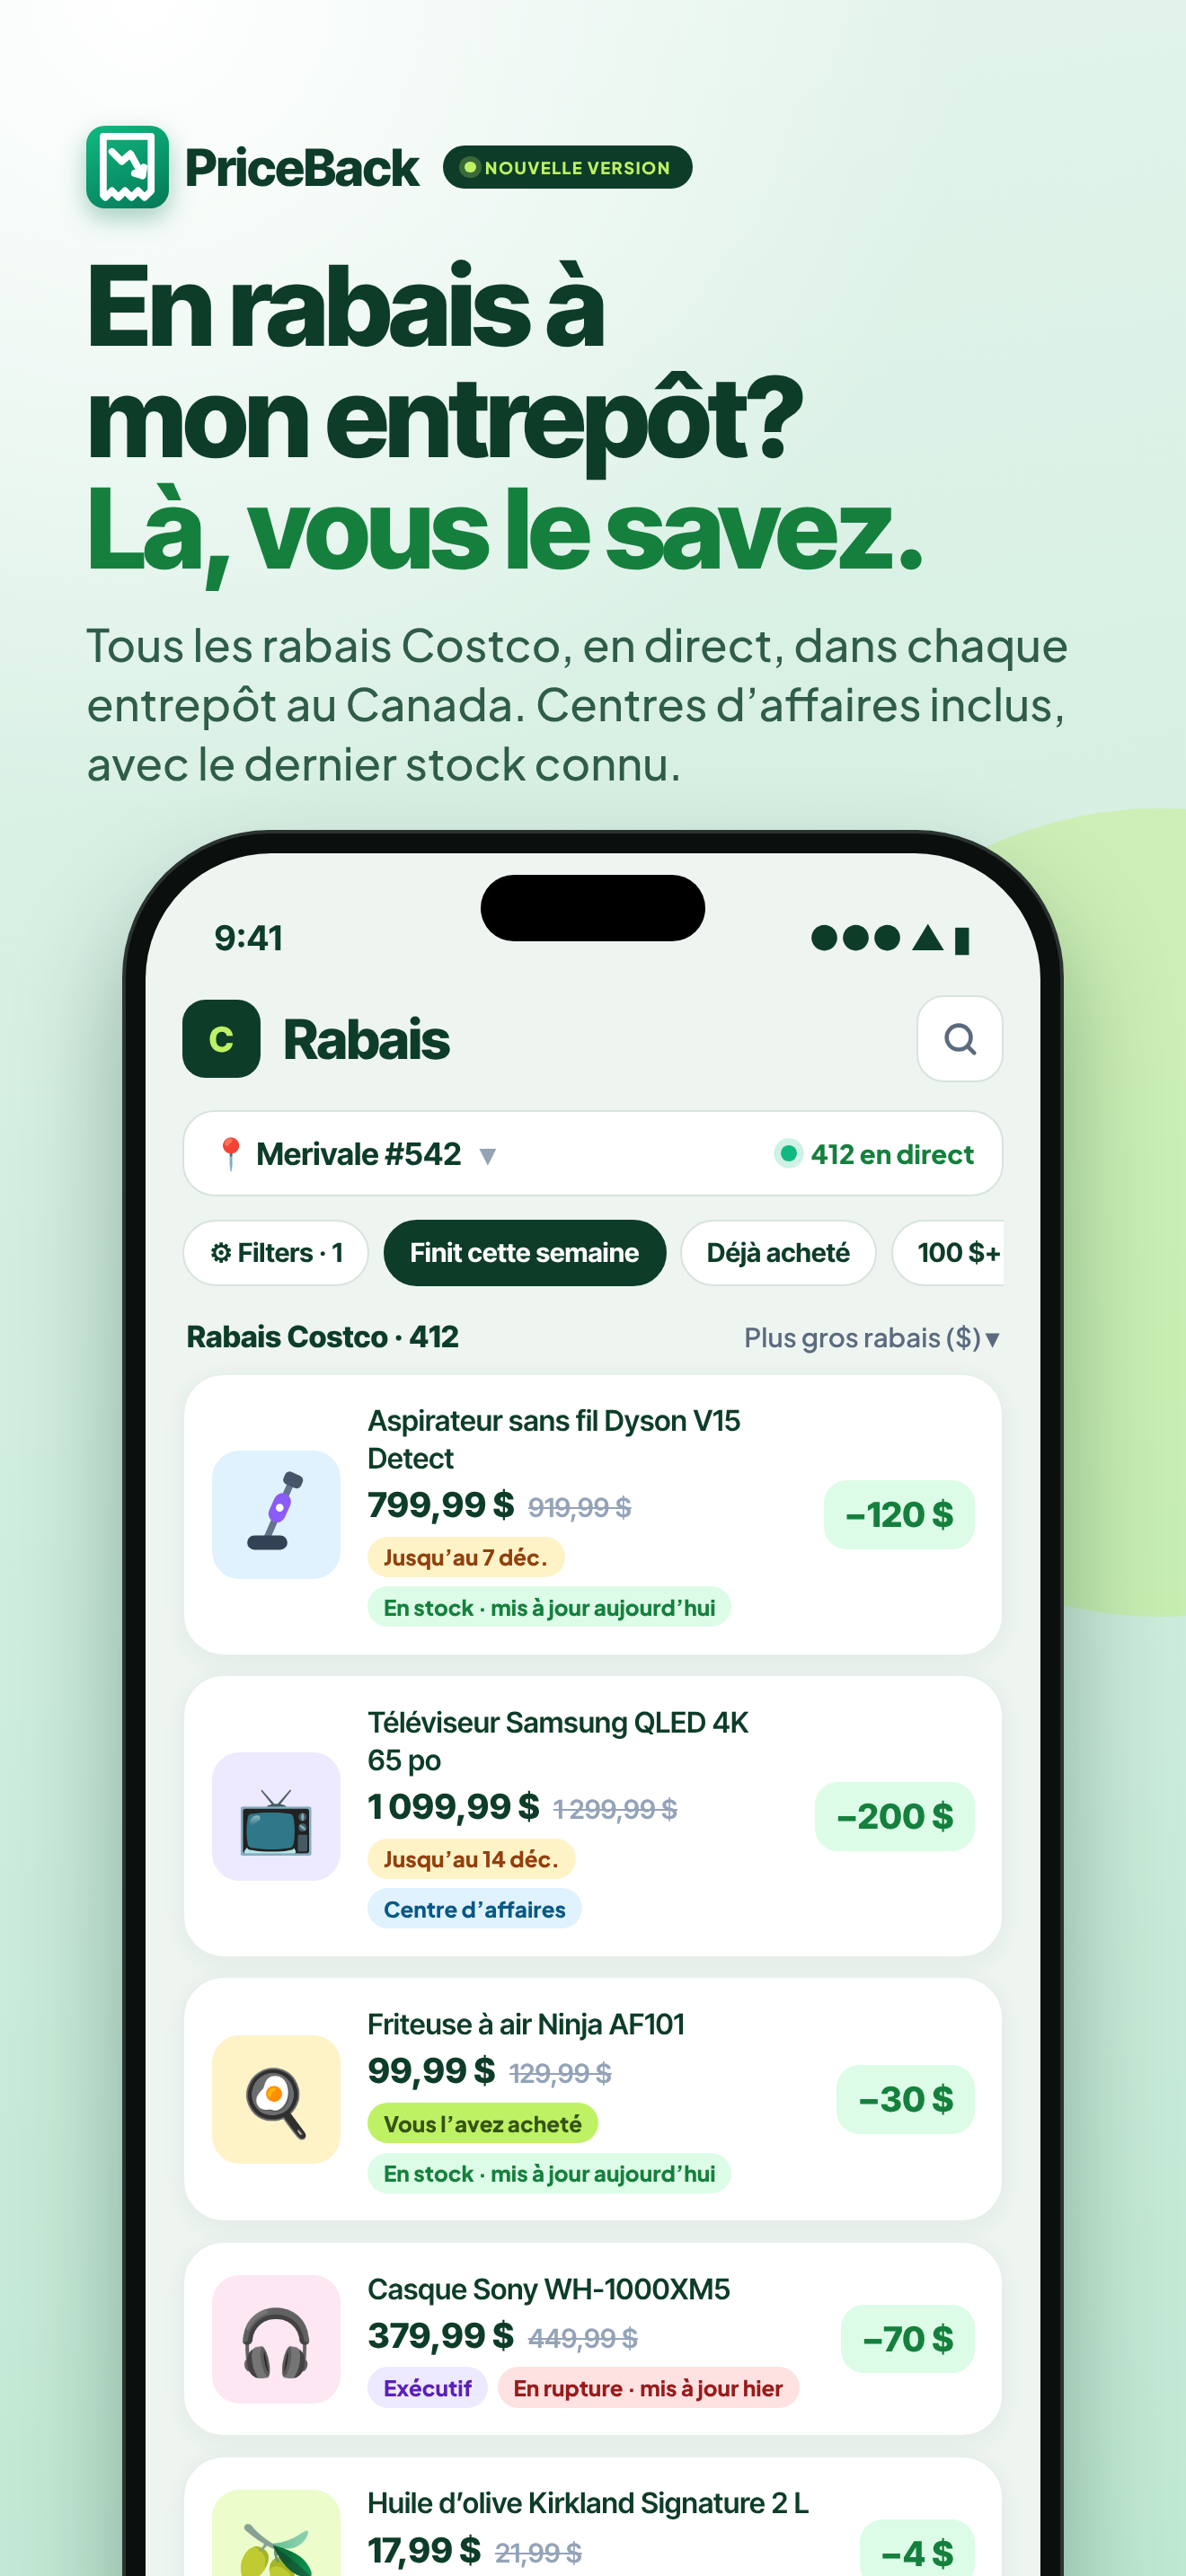 PriceBack
NOUVELLE VERSION
En rabais à
mon entrepôt?
Là, vous le savez.
Tous les rabais Costco, en direct, dans chaque
entrepôt au Canada. Centres d’affaires inclus,
avec le dernier stock connu.
9:41
C
Rabais
Merivale #542 ▼
412 en direct
Filters · 1
Finit cette semaine
Déjà acheté
100 $+
Rabais Costco · 412
Plus gros rabais ($) ▾
Aspirateur sans fil Dyson V15
Detect
799,99 $ 919,99 $
−120 $
Jusqu’au 7 déc.
En stock · mis à jour aujourd’hui
Téléviseur Samsung QLED 4K
65 po
1 099,99 $ 1 299,99 $
−200 $
Jusqu’au 14 déc.
Centre d’affaires
Friteuse à air Ninja AF101
99,99 $ 129,99 $
−30 $
Vous l’avez acheté
En stock · mis à jour aujourd’hui
Casque Sony WH-1000XM5
379,99 $ 449,99 $
−70 $
Exécutif
En rupture · mis à jour hier
Huile d’olive Kirkland Signature 2 L
17,99 $ 21,99 $
−4 $